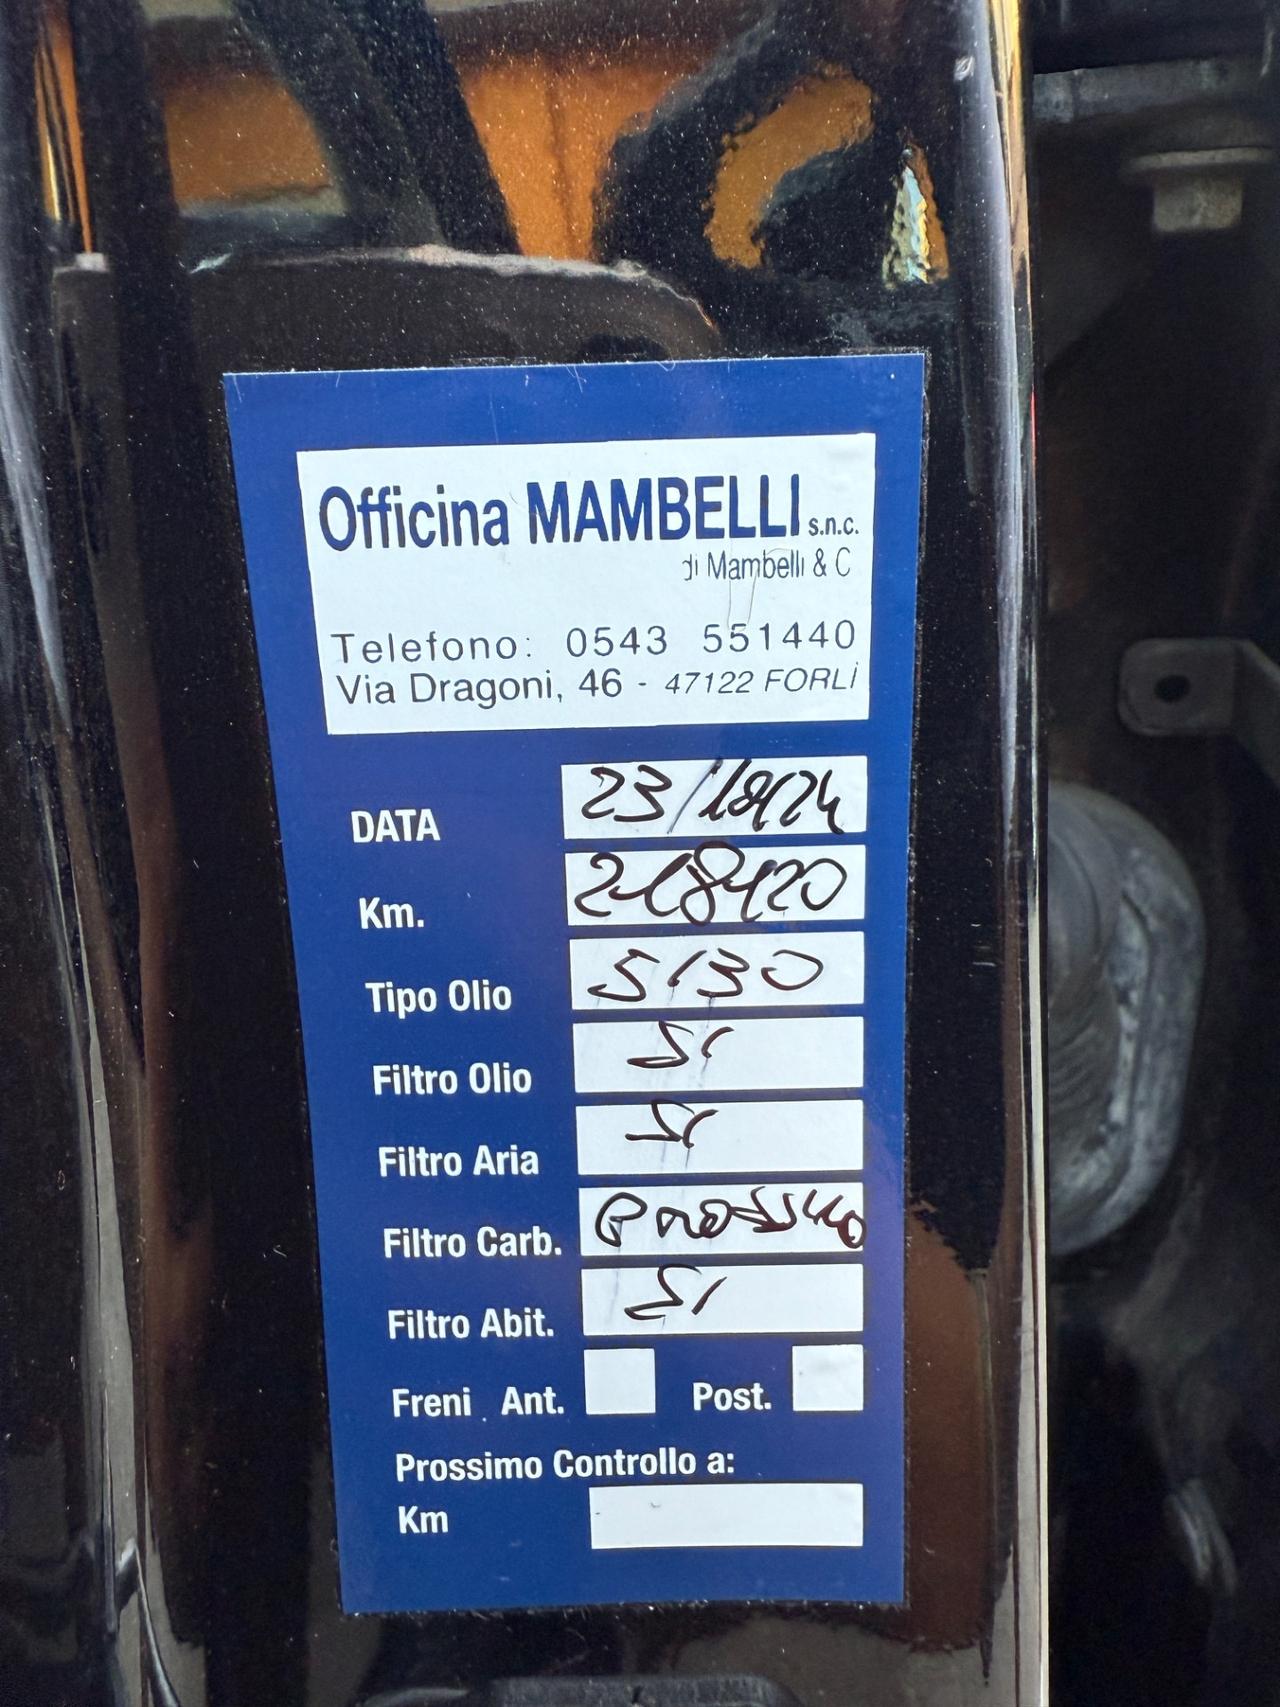 Officina MAMBELLI s.n.c.
di Mambelli & C
Telefono: 0543 551440
Via Dragoni, 46 - 47122 FORLÌ
DATA 23/
Km. 218420
Tipo Olio 5/30
Filtro Olio si
Filtro Aria si
Filtro Carb. Prossimo
Filtro Abit. SI
Freni Ant. Post.
Prossimo Controllo a:
Km